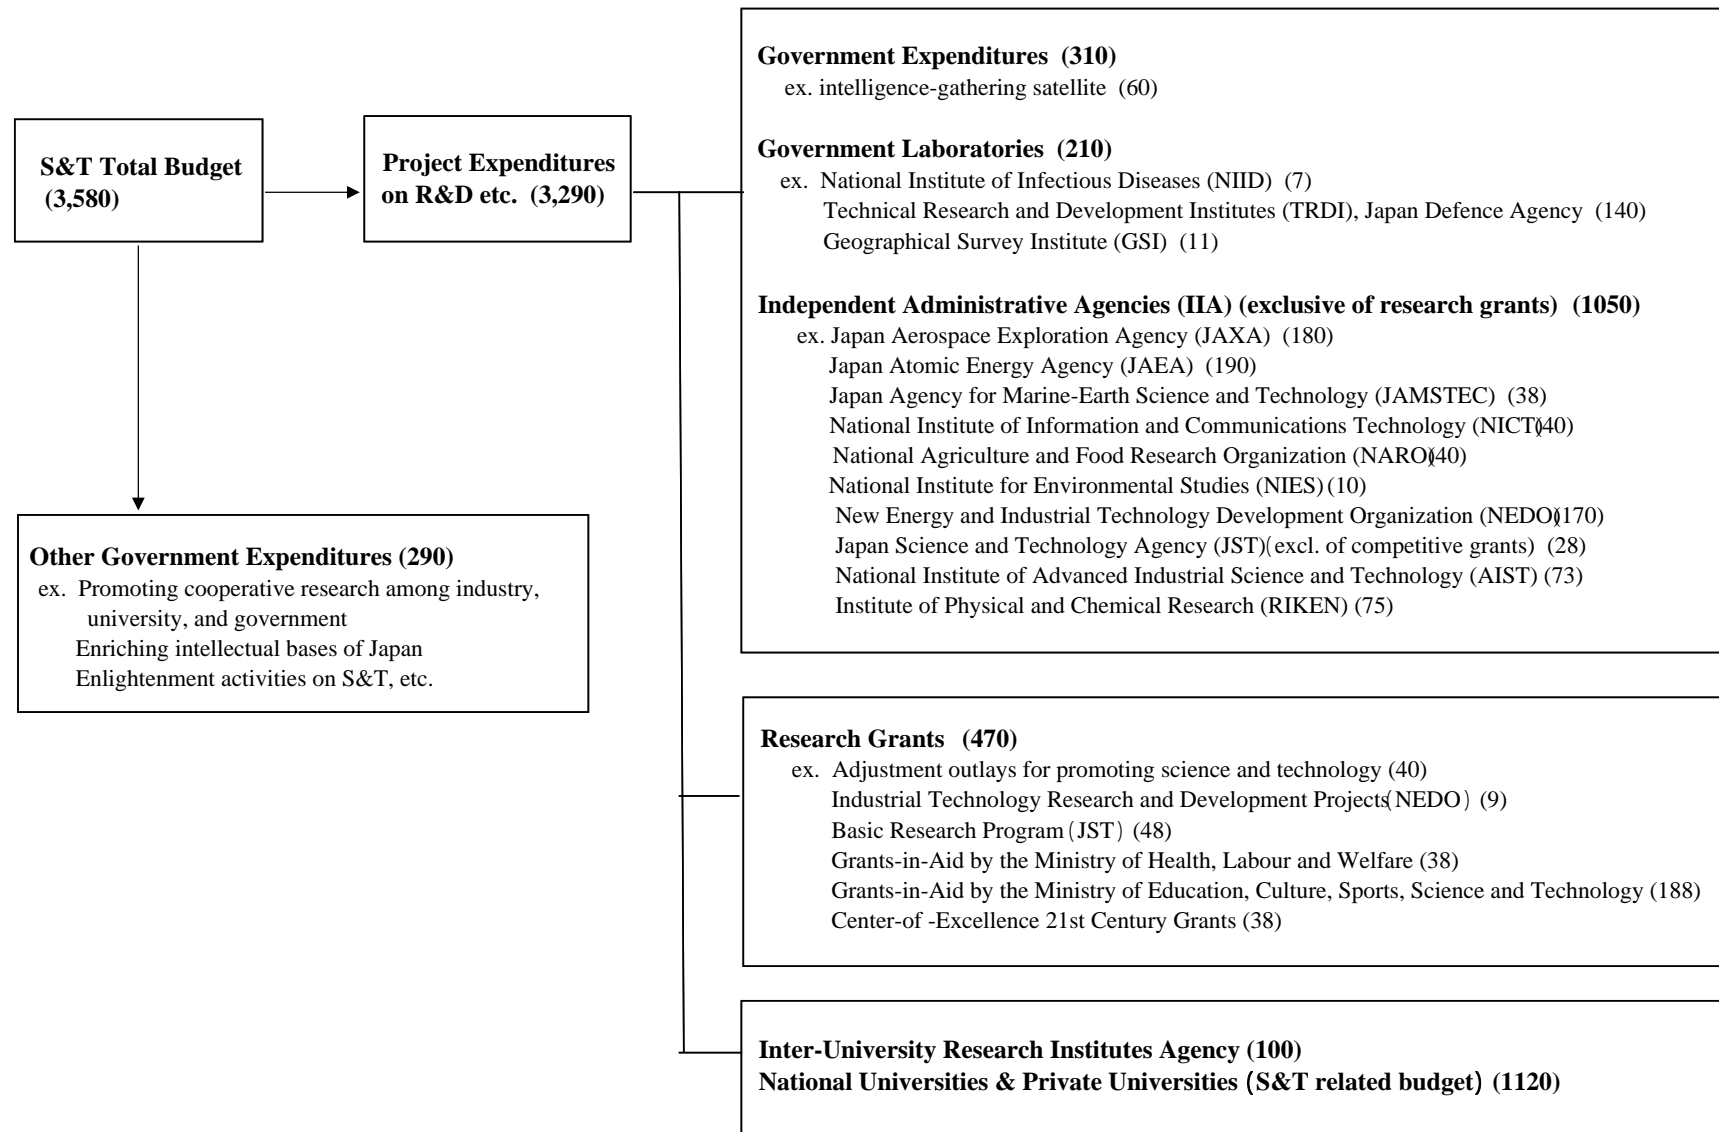 S&T Total Budget
(3,580)
Project Expenditures
on R&D etc. (3,290)
Other Government Expenditures (290)
ex. Promoting cooperative research among industry,
university, and government
Enriching intellectual bases of Japan
Enlightenment activities on S&T, etc.
Government Expenditures (310)
ex. intelligence-gathering satellite (60)
Government Laboratories (210)
ex. National Institute of Infectious Diseases (NIID) (7)
Technical Research and Development Institutes (TRDI), Japan Defence Agency (140)
Geographical Survey Institute (GSI) (11)
Independent Administrative Agencies (IIA) (exclusive of research grants) (1050)
ex. Japan Aerospace Exploration Agency (JAXA) (180)
Japan Atomic Energy Agency (JAEA) (190)
Japan Agency for Marine-Earth Science and Technology (JAMSTEC) (38)
National Institute of Information and Communications Technology (NICT)(40)
National Agriculture and Food Research Organization (NARO)(40)
National Institute for Environmental Studies (NIES) (10)
New Energy and Industrial Technology Development Organization (NEDO)(170)
Japan Science and Technology Agency (JST)(excl. of competitive grants) (28)
National Institute of Advanced Industrial Science and Technology (AIST) (73)
Institute of Physical and Chemical Research (RIKEN) (75)
Research Grants (470)
ex. Adjustment outlays for promoting science and technology (40)
Industrial Technology Research and Development Projects(NEDO) (9)
Basic Research Program (JST) (48)
Grants-in-Aid by the Ministry of Health, Labour and Welfare (38)
Grants-in-Aid by the Ministry of Education, Culture, Sports, Science and Technology (188)
Center-of -Excellence 21st Century Grants (38)
Inter-University Research Institutes Agency (100)
National Universities & Private Universities (S&T related budget) (1120)